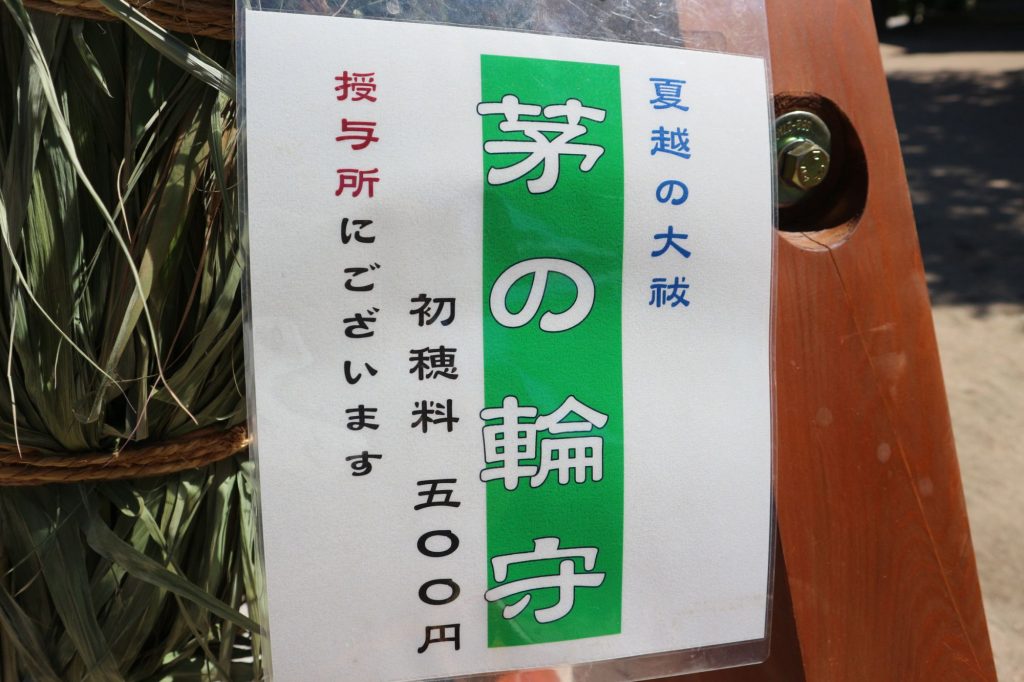 夏越の大祓
茅の輪守
初穂料 五〇〇円
授与所にございます